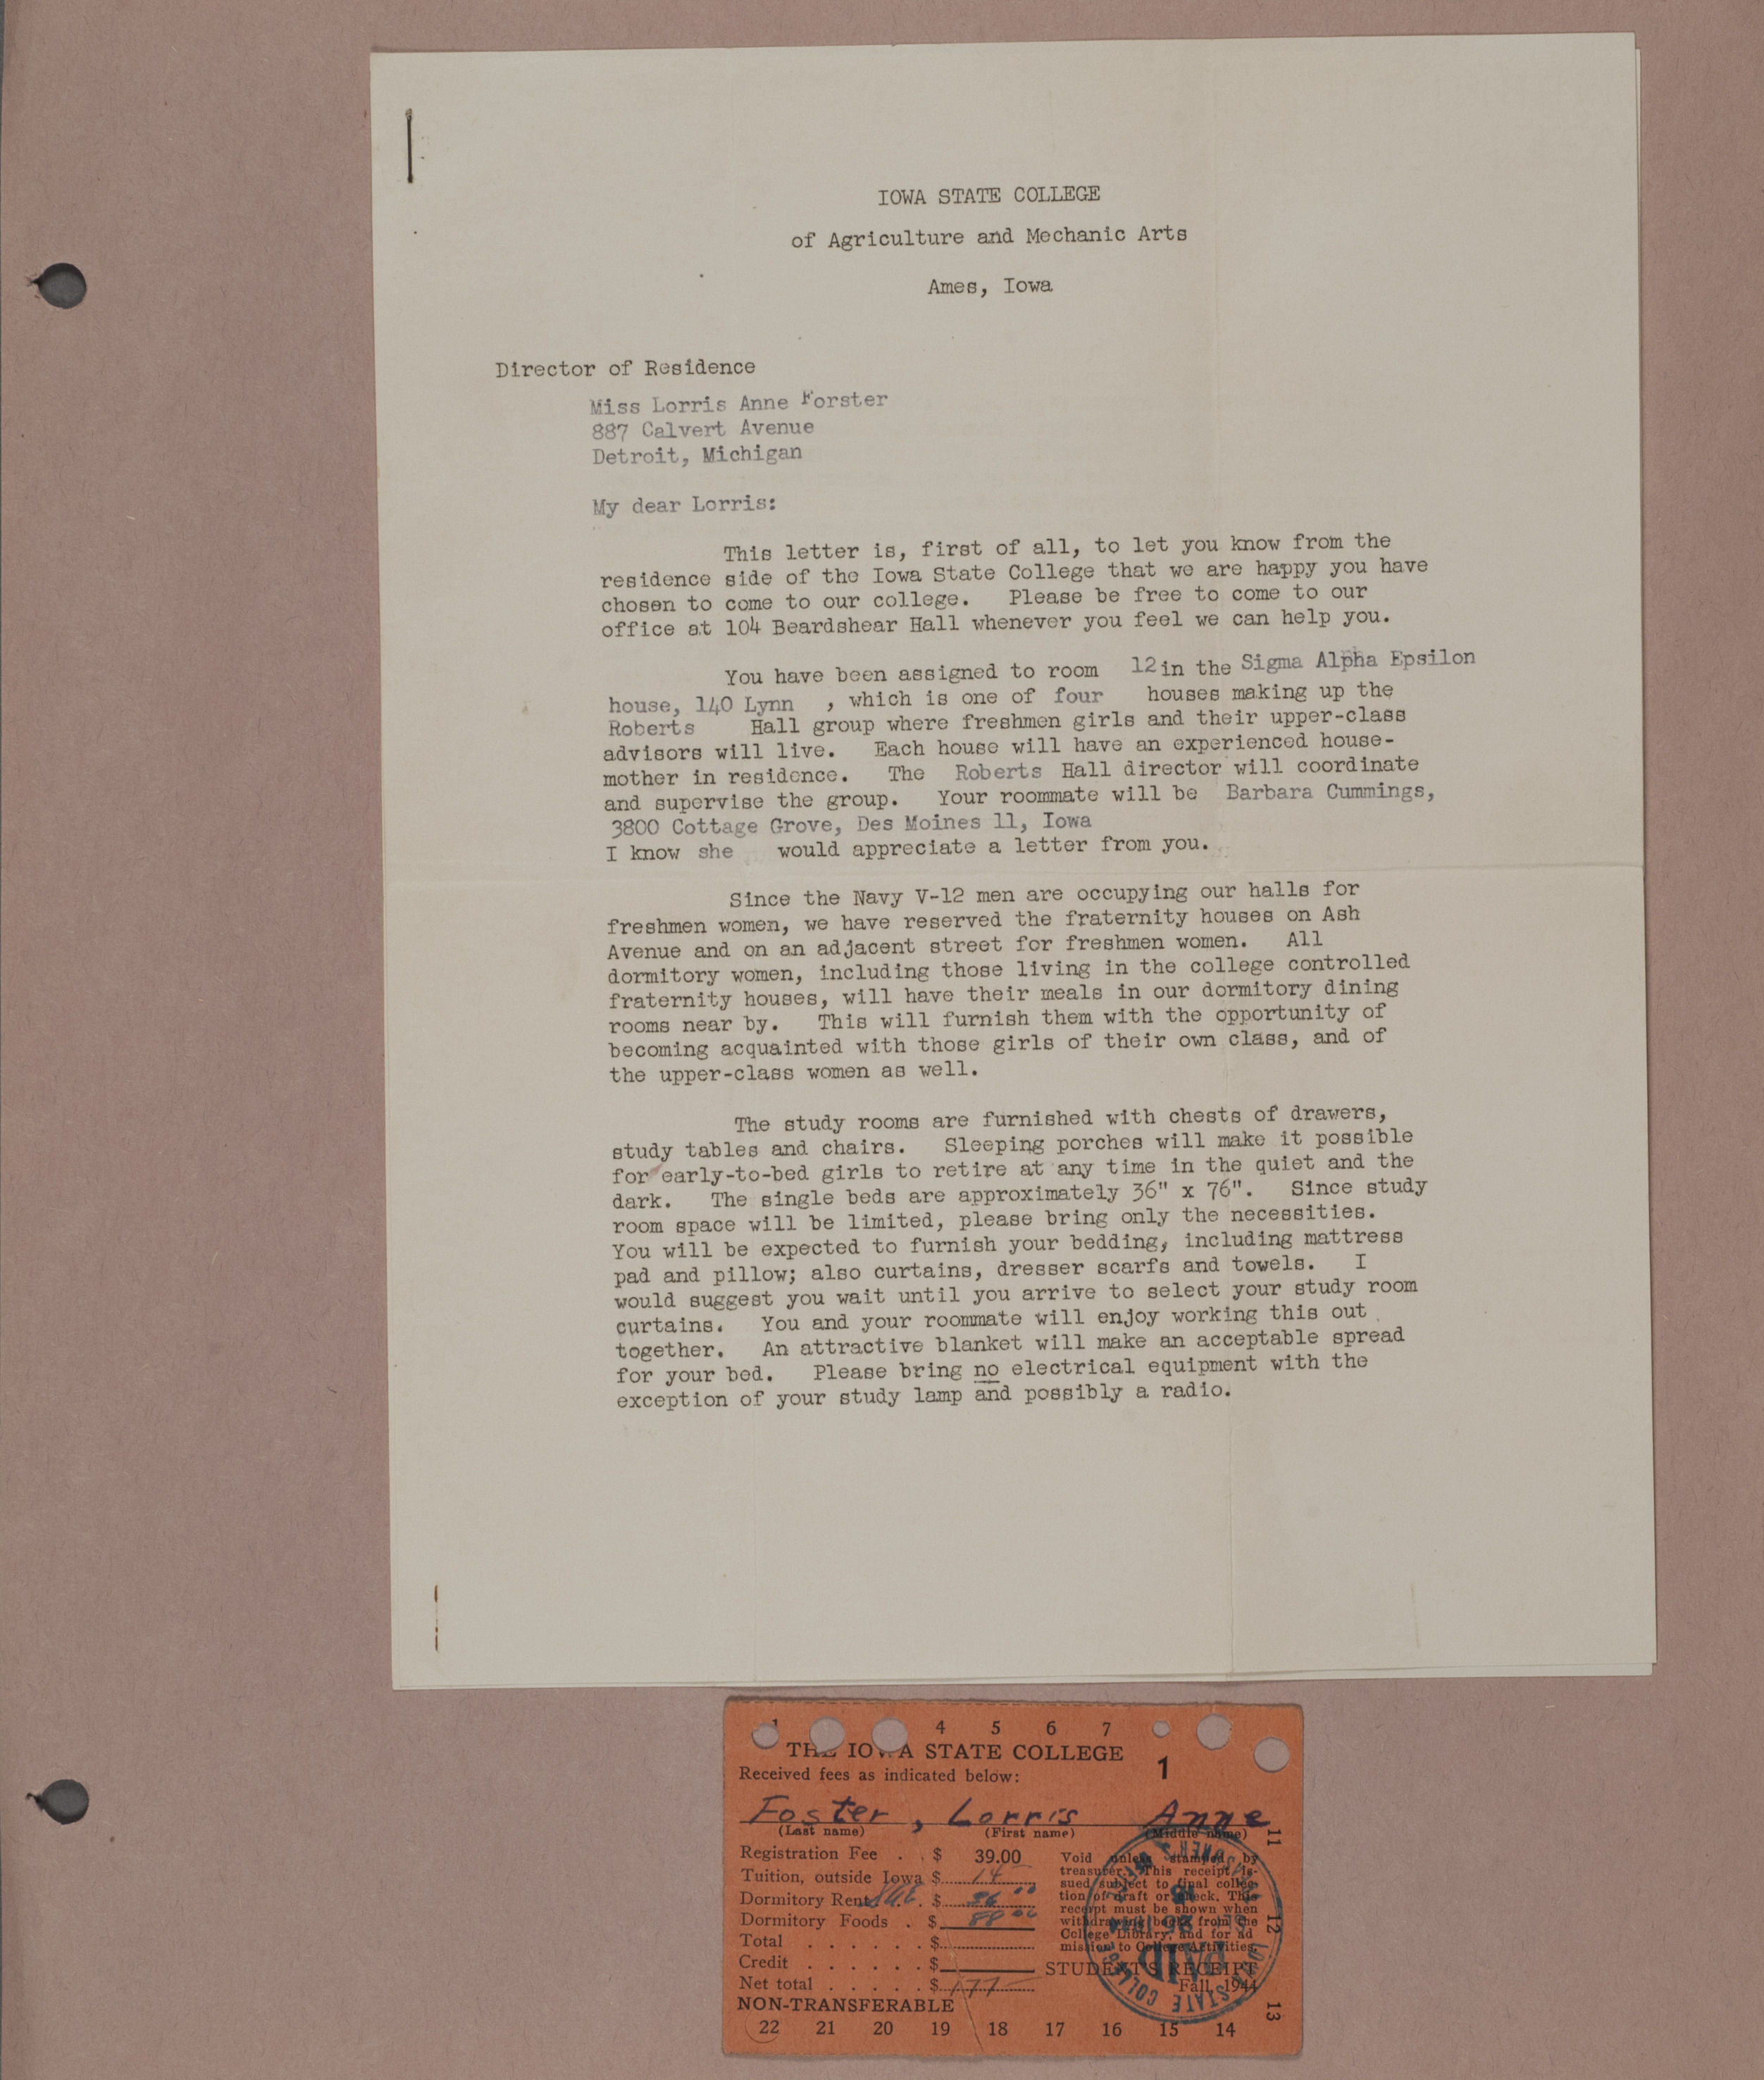 IOWA STATE COLLEGE
of Agriculture and Mechanic Arts
Ames, Iowa
Director of Residence
Miss Lorris Anne Forster
887 Calvert Avenue
Detroit, Michigan
My dear Lorris:
This letter is, first of all, to let you know from the
residence side of the Iowa State College that we are happy you have
chosen to come to our college. Please be free to come to our
office at 104 Beardshear Hall whenever you feel we can help you.
You have been assigned to room 12 in the Sigma Alpha Epsilon
house, 140 Lynn , which is one of four houses making up the
Roberts Hall group where freshmen girls and their upper-class
advisors will live. Each house will have an experienced house-
mother in residence. The Roberts Hall director will coordinate
and supervise the group. Your roommate will be Barbara Cummings,
3800 Cottage Grove, Des Moines 11, Iowa
I know she would appreciate a letter from you.
Since the Navy V-12 men are occupying our halls for
freshmen women, we have reserved the fraternity houses on Ash
Avenue and on an adjacent street for freshmen women. All
dormitory women, including those living in the college controlled
fraternity houses, will have their meals in our dormitory dining
rooms near by. This will furnish them with the opportunity of
becoming acquainted with those girls of their own class, and of
the upper-class women as well.
The study rooms are furnished with chests of drawers,
study tables and chairs. Sleeping porches will make it possible
for early-to-bed girls to retire at any time in the quiet and the
dark. The single beds are approximately 36" x 76". Since study
room space will be limited, please bring only the necessities.
You will be expected to furnish your bedding, including mattress
pad and pillow; also curtains, dresser scarfs and towels. I
would suggest you wait until you arrive to select your study room
curtains. You and your roommate will enjoy working this out
together. An attractive blanket will make an acceptable spread
for your bed. Please bring no electrical equipment with the
exception of your study lamp and possibly a radio.
4 5 6 7
THE IOWA STATE COLLEGE
1
Received fees as indicated below:
Foster, Lorris Anne
(Last name) (First name) (Middle name)
11
Registration Fee . . $ 39.00
Tuition, outside Iowa $ 14
Dormitory Rent SAE . $ 36 00
Dormitory Foods . $ 88 00
Total . . . . . . $
Credit . . . . . . $
Net total . . . . . $ 177
Void unless stamped by
treasurer. This receipt is-
sued subject to final collec-
tion of draft or check. This
receipt must be shown when
withdrawing books from the
College Library, and for ad
mission to College Activities.
12
PAID
STATE COLLEGE
STUDENT'S RECEIPT
Fall, 1944
NON-TRANSFERABLE
13
22 21 20 19 18 17 16 15 14